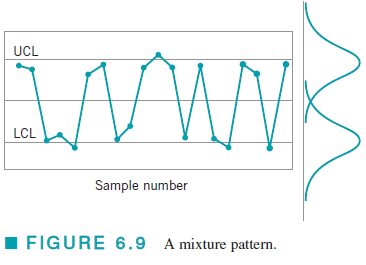 UCL
LCL
Sample number
FIGURE 6.9 A mixture pattern.